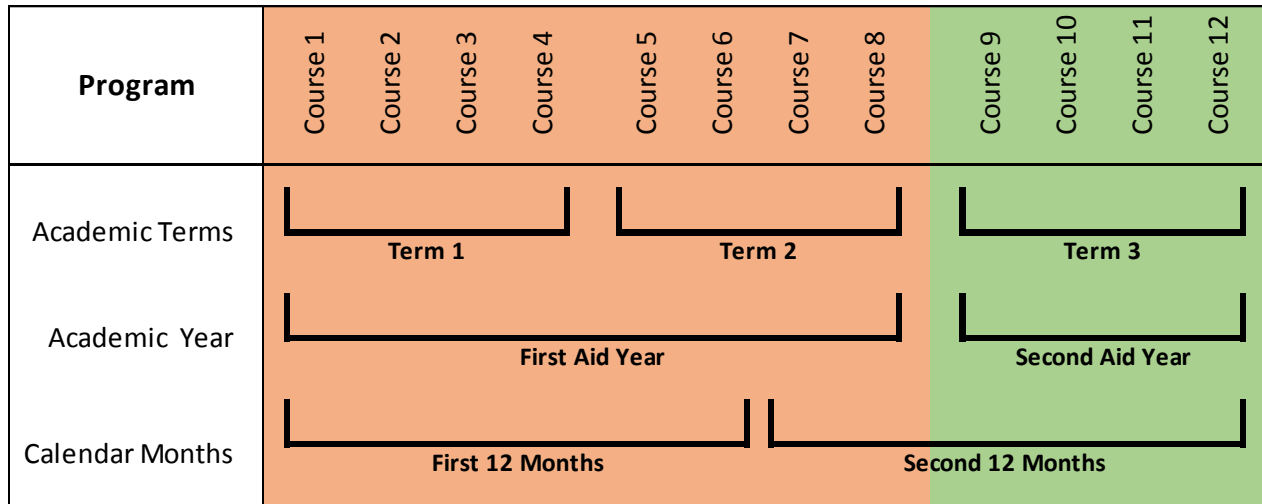 Program
Course 1
Course 2
Course 3
Course 4
Course 5
Course 6
Course 7
Course 8
Course 9
Course 10
Course 11
Course 12
Academic Terms
Term 1
Term 2
Term 3
Academic Year
First Aid Year
Second Aid Year
Calendar Months
First 12 Months
Second 12 Months